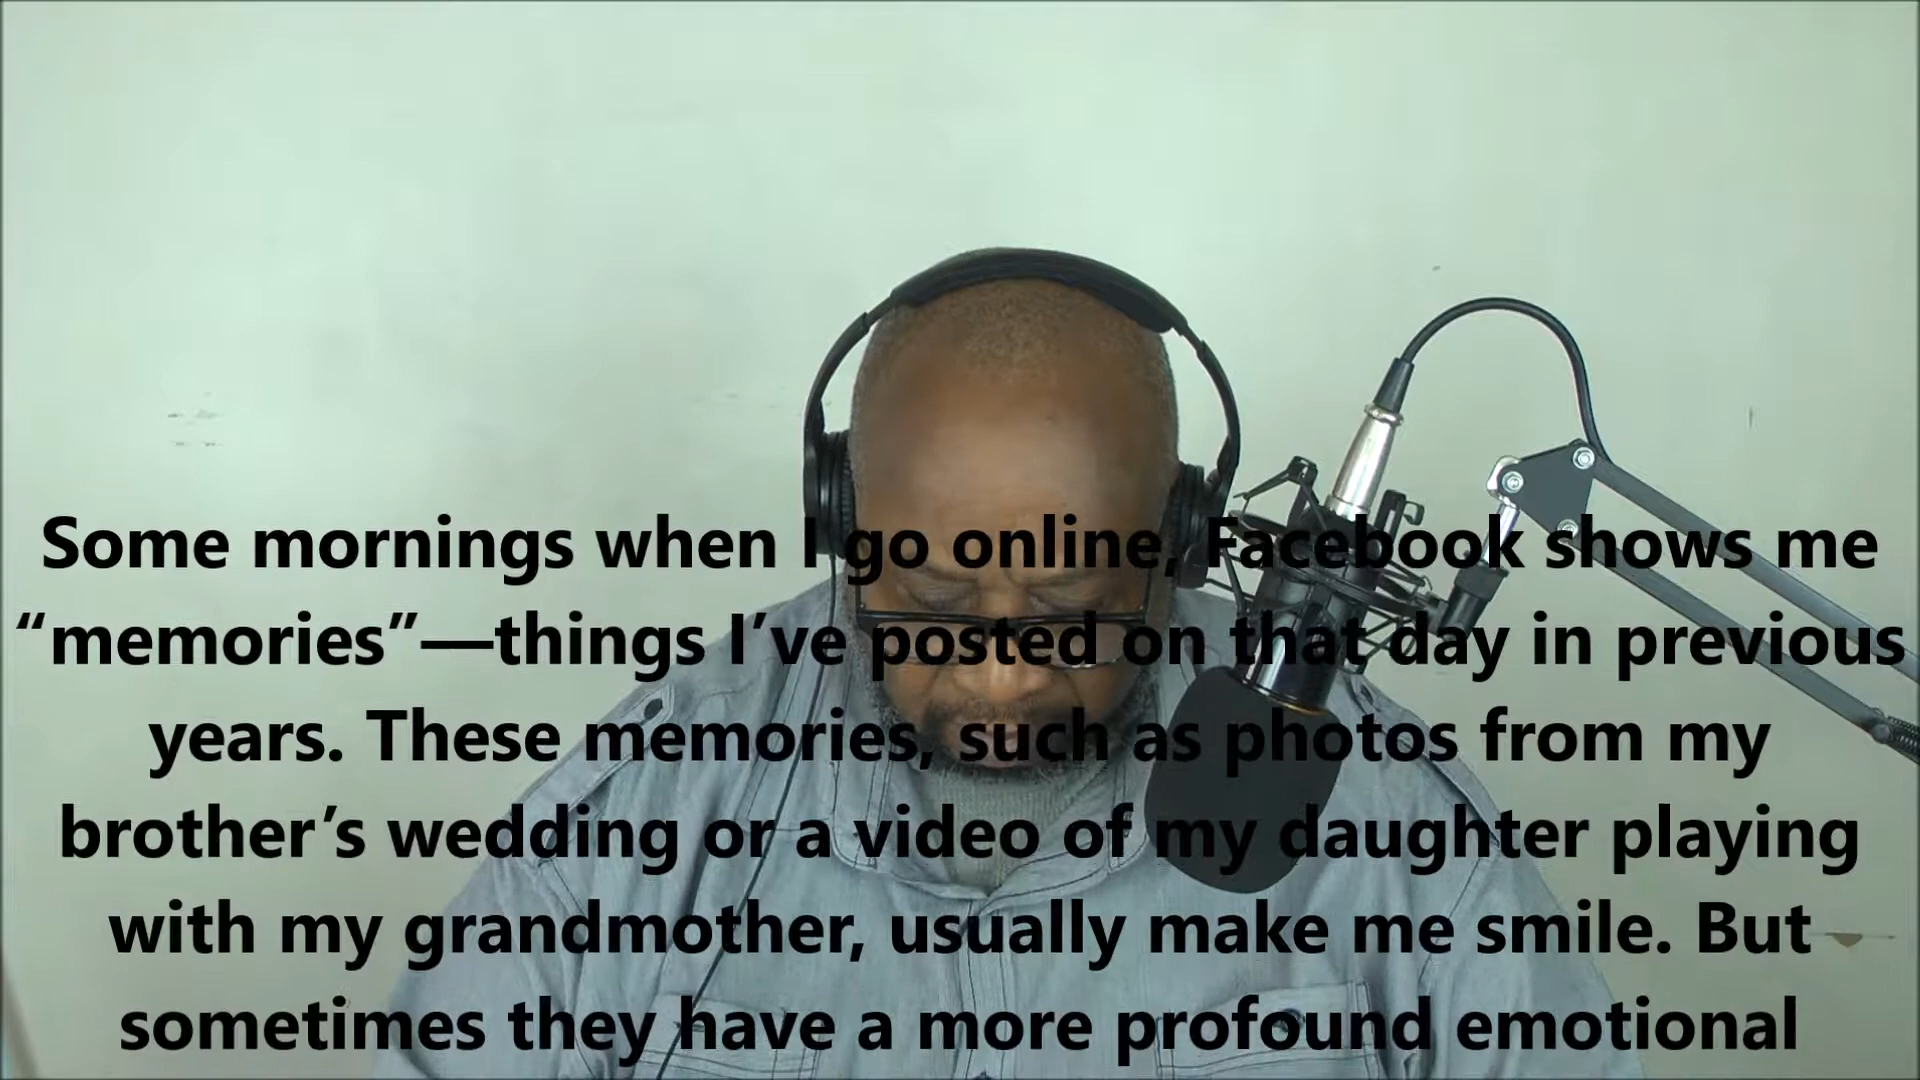 Some mornings when I go online, Facebook shows me
“memories”—things I’ve posted on that day in previous
years. These memories, such as photos from my
brother’s wedding or a video of my daughter playing
with my grandmother, usually make me smile. But
sometimes they have a more profound emotional